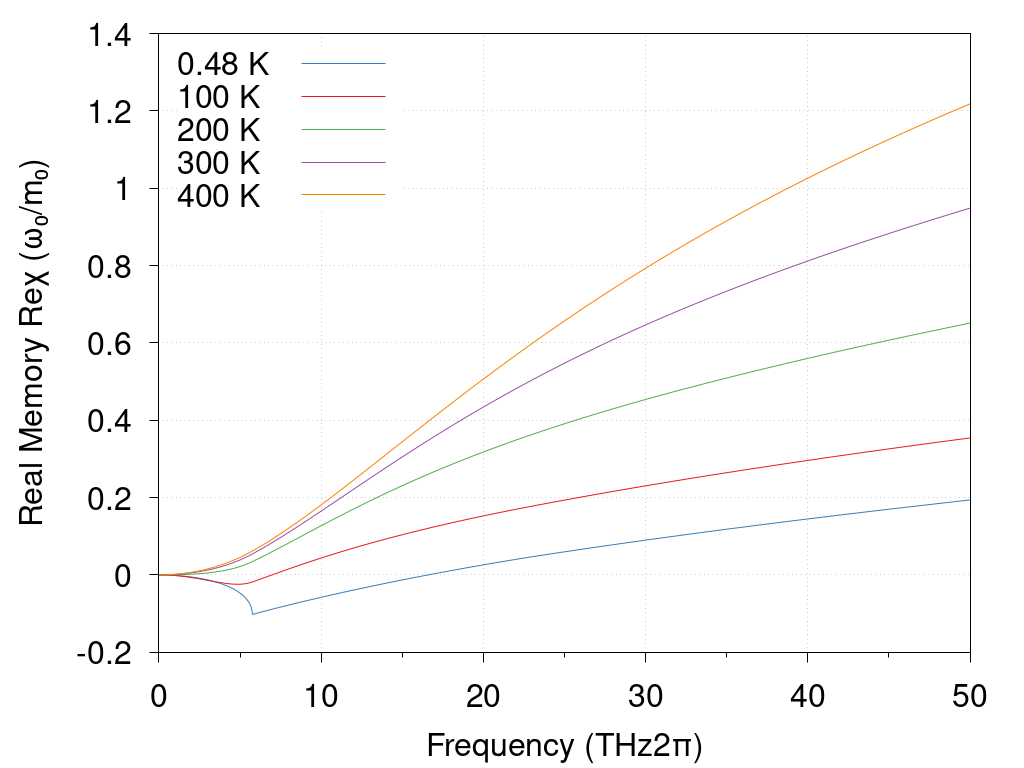 1.4
1.2
1
0.8
0.6
0.4
0.2
0
-0.2
0.48 K
100 K
200 K
300 K
400 K
Real Memory Reχ (ω₀/m₀)
0 10 20 30 40 50
Frequency (THz2π)